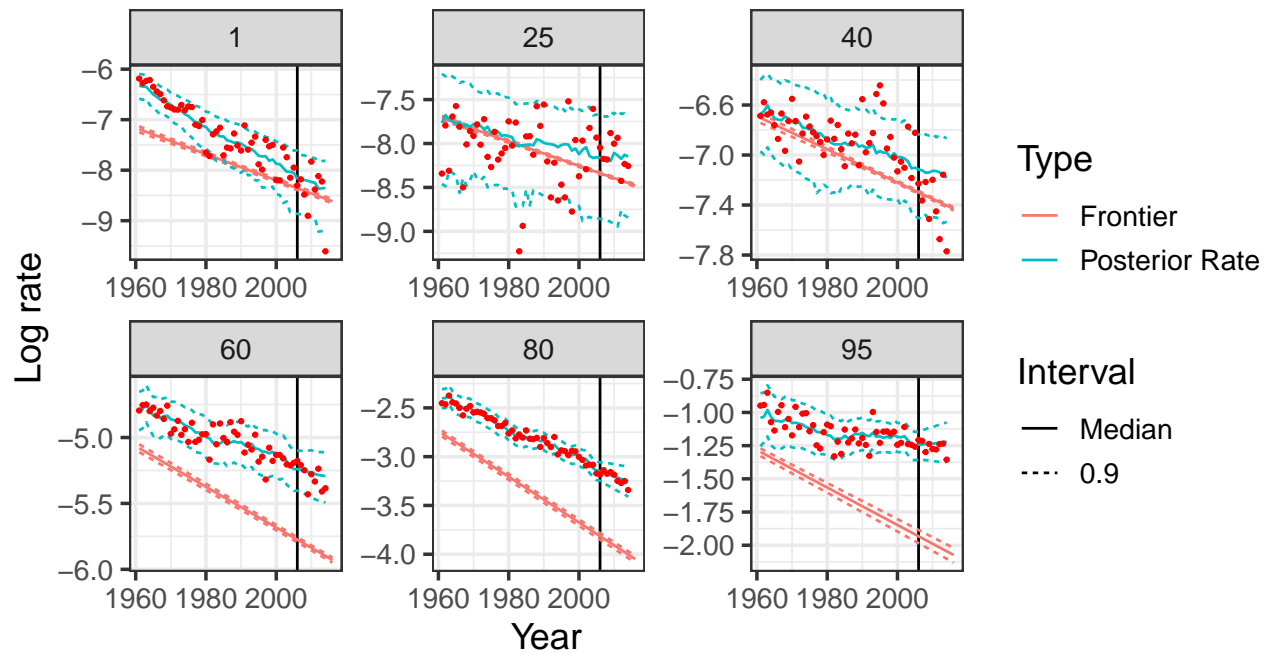 1
25
40
−6
−7
−8
−9
−7.5
−8.0
−8.5
−9.0
−6.6
−7.0
−7.4
−7.8
1960 1980 2000
1960 1980 2000
1960 1980 2000
60
80
95
−5.0
−5.5
−6.0
−2.5
−3.0
−3.5
−4.0
−0.75
−1.00
−1.25
−1.50
−1.75
−2.00
1960 1980 2000
1960 1980 2000
1960 1980 2000
Log rate
Year
Type
Frontier
Posterior Rate
Interval
Median
0.9